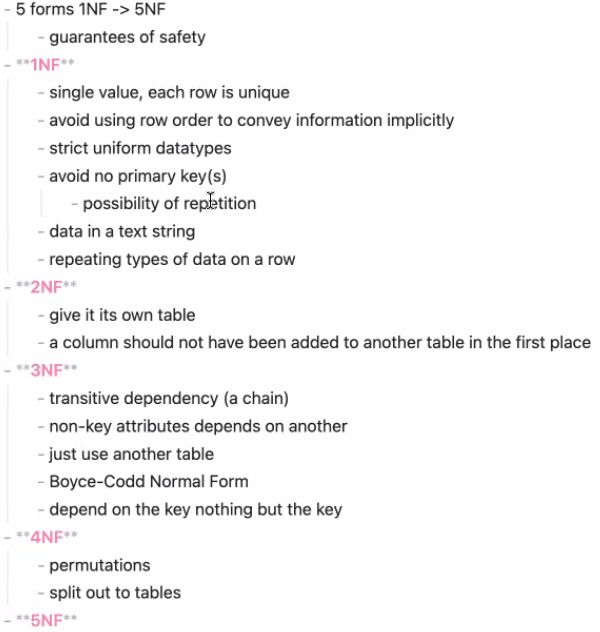 - 5 forms 1NF -> 5NF
- guarantees of safety
- **1NF**
- single value, each row is unique
- avoid using row order to convey information implicitly
- strict uniform datatypes
- avoid no primary key(s)
- possibility of repetition
- data in a text string
- repeating types of data on a row
- **2NF**
- give it its own table
- a column should not have been added to another table in the first place
- **3NF**
- transitive dependency (a chain)
- non-key attributes depends on another
- just use another table
- Boyce-Codd Normal Form
- depend on the key nothing but the key
- **4NF**
- permutations
- split out to tables
- **5NF**